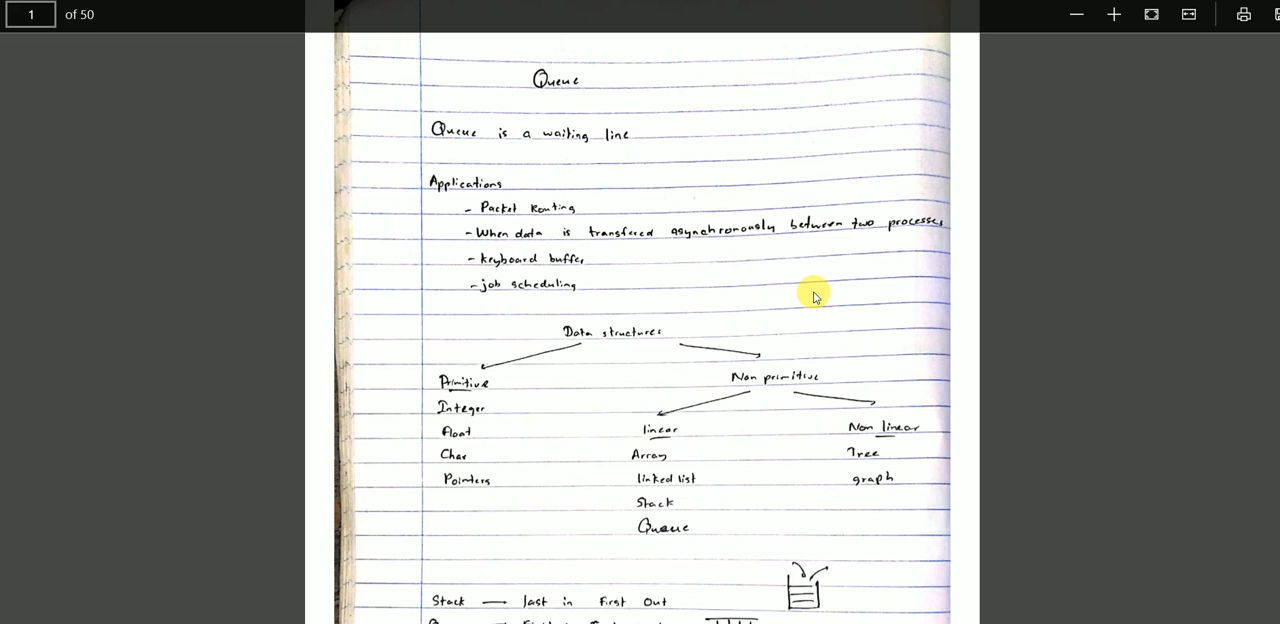 1 of 50
Queue
Queue is a waiting line
Applications
- Packet Routing
- When data is transfered asynchronously between two processes
- keyboard buffer
- job scheduling
Data structures
Primitive Non primitive
Integer
float linear Non linear
Char Array Tree
Pointers linked list graph
Stack
Queue
Stack — last in First Out